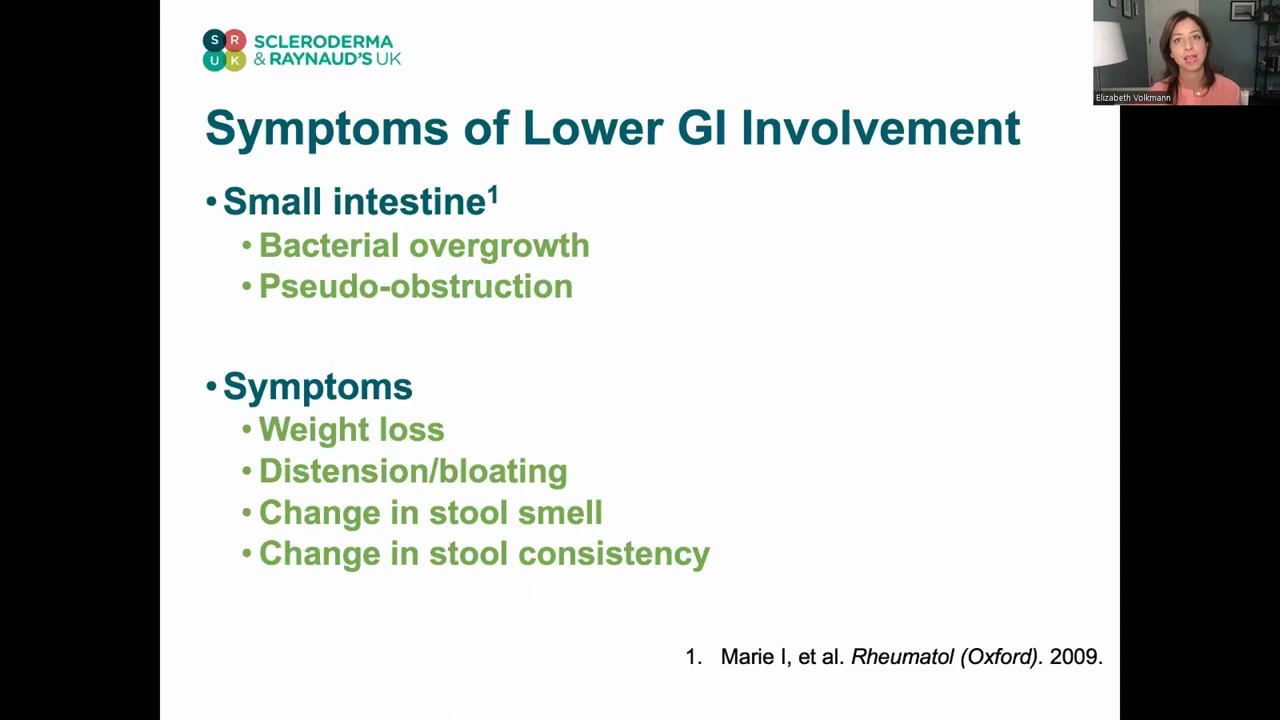 S R
U K
SCLERODERMA
& RAYNAUD'S UK
Elizabeth Volkmann
Symptoms of Lower GI Involvement
• Small intestine¹
• Bacterial overgrowth
• Pseudo-obstruction
• Symptoms
• Weight loss
• Distension/bloating
• Change in stool smell
• Change in stool consistency
1. Marie I, et al. Rheumatol (Oxford). 2009.